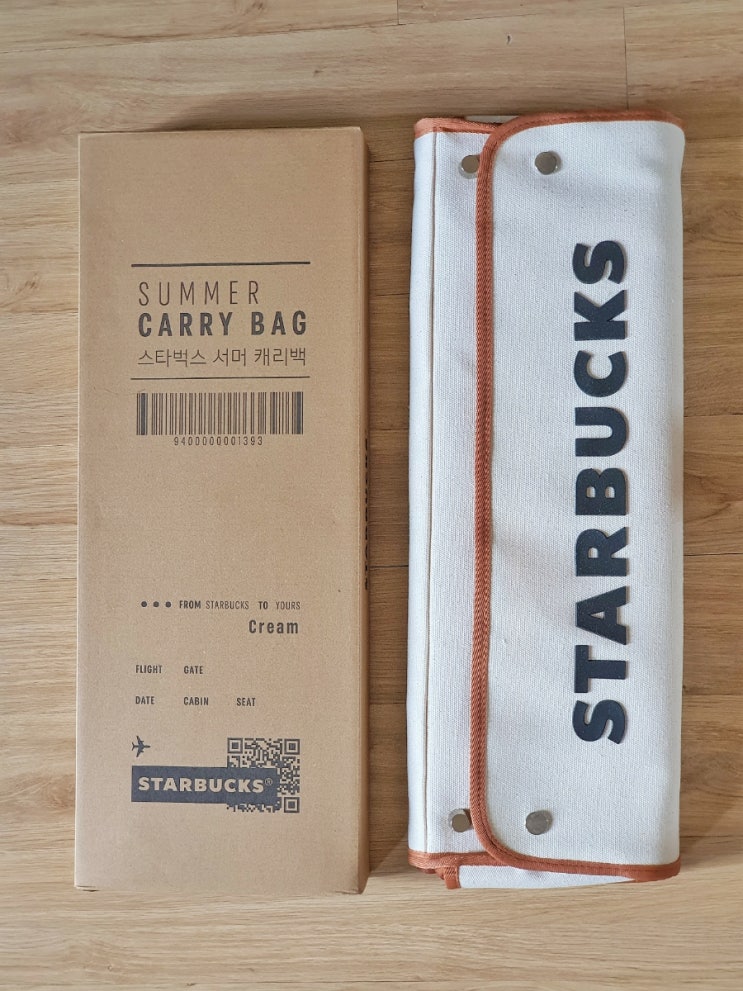 SUMMER
CARRY BAG
스타벅스 서머 캐리백
9400000001393
FROM STARBUCKS TO YOURS
Cream
FLIGHT GATE
DATE CABIN SEAT
STARBUCKS®
STARBUCKS